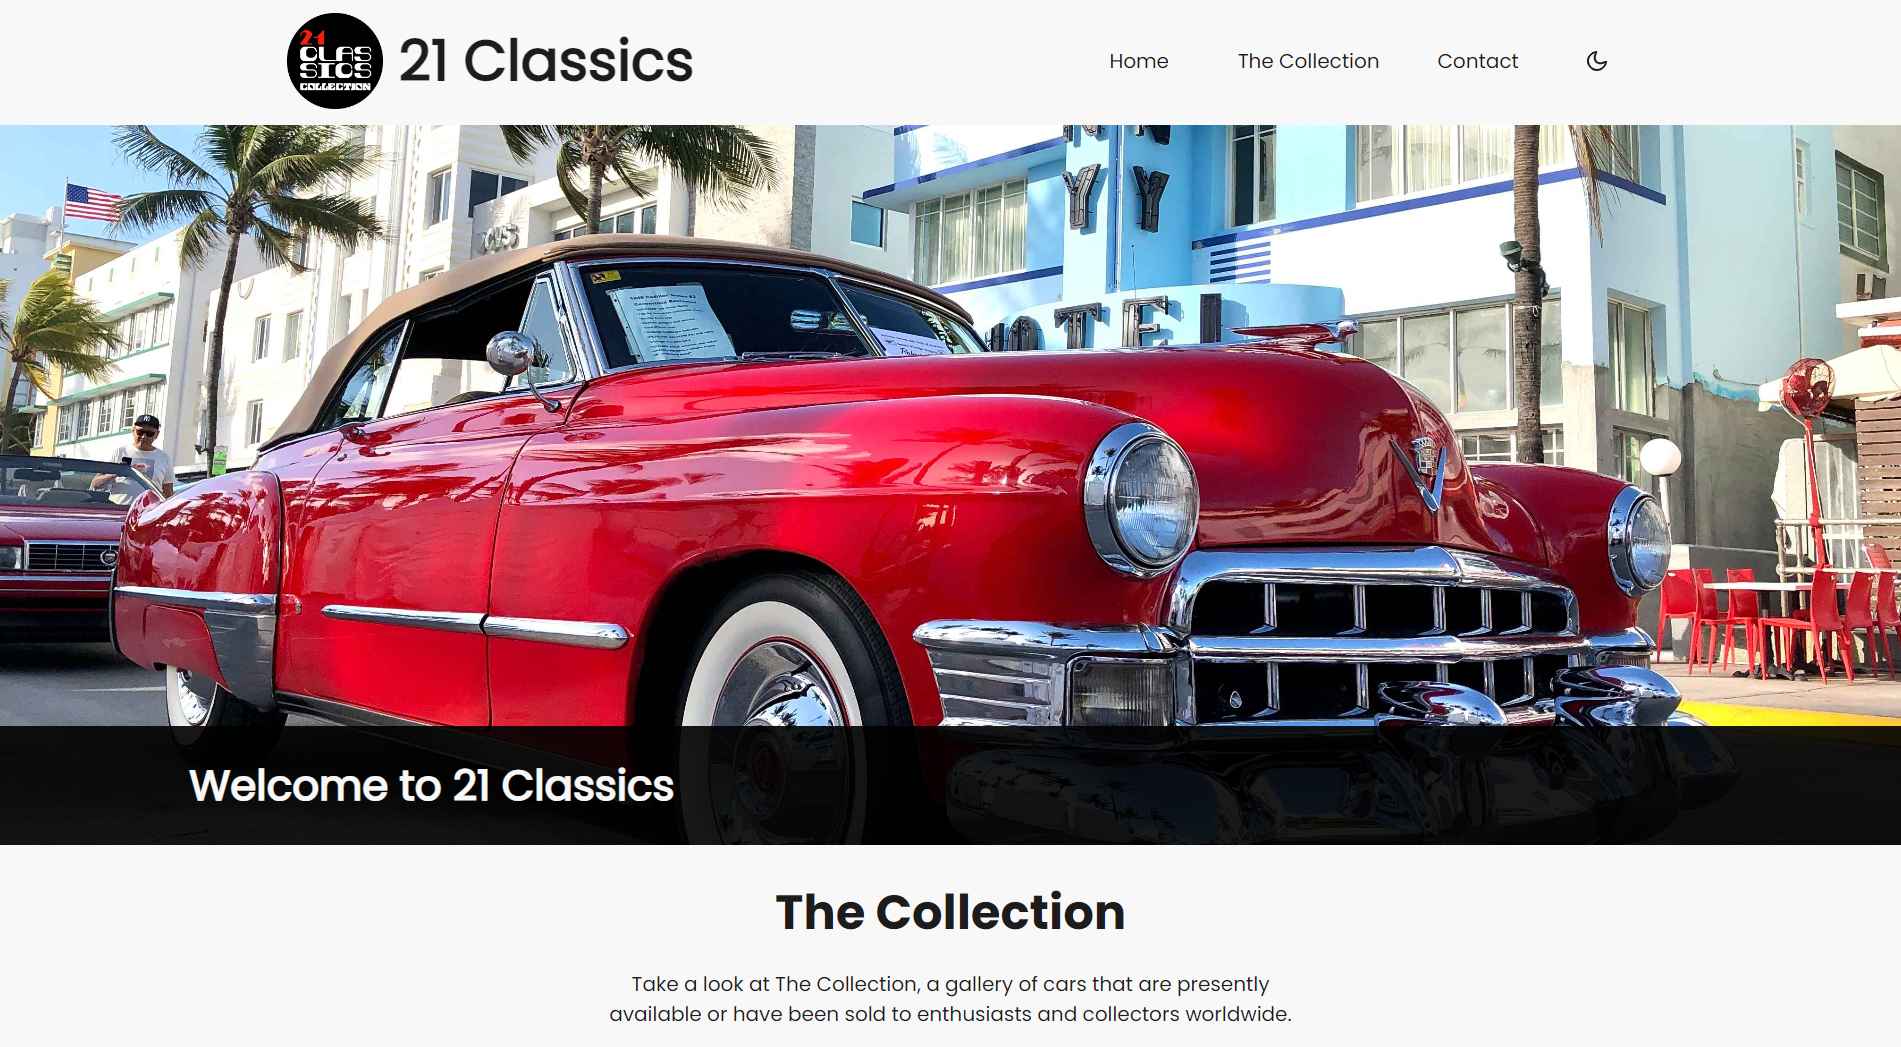 21
CLAS
SICS
COLLECTION
21 Classics
Home
The Collection
Contact
HOTEL
Welcome to 21 Classics
The Collection
Take a look at The Collection, a gallery of cars that are presently
available or have been sold to enthusiasts and collectors worldwide.